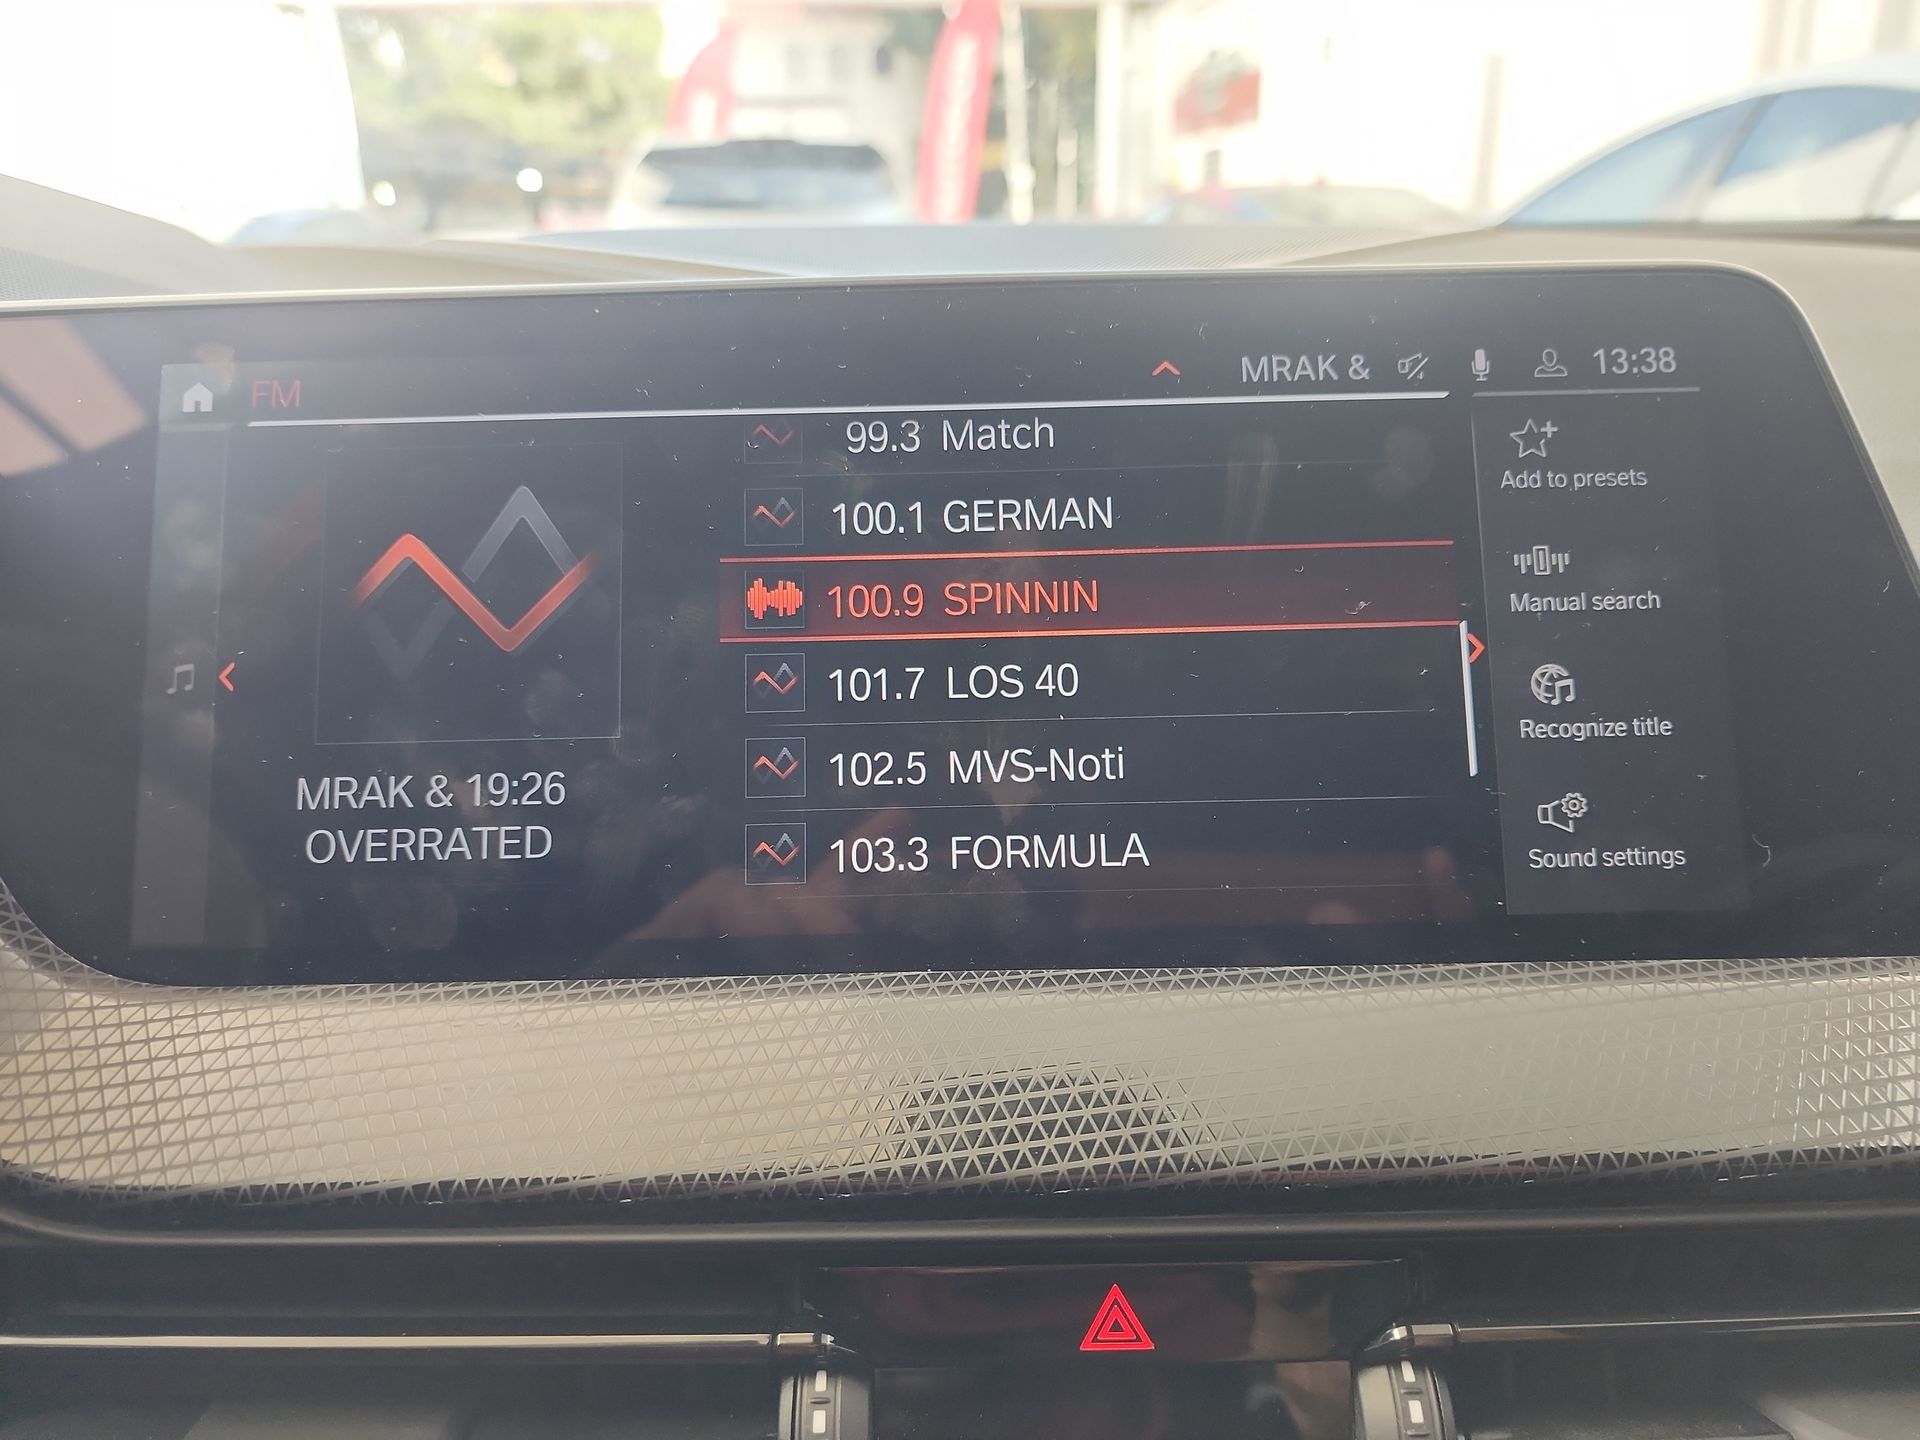 FM
MRAK &
13:38
MRAK & 19:26
OVERRATED
99.3 Match
100.1 GERMAN
100.9 SPINNIN
101.7 LOS 40
102.5 MVS-Noti
103.3 FORMULA
Add to presets
Manual search
Recognize title
Sound settings